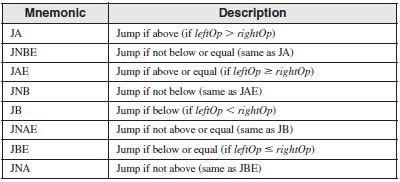 Mnemonic Description
JA Jump if above (if leftOp > rightOp)
JNBE Jump if not below or equal (same as JA)
JAE Jump if above or equal (if leftOp ≥ rightOp)
JNB Jump if not below (same as JAE)
JB Jump if below (if leftOp < rightOp)
JNAE Jump if not above or equal (same as JB)
JBE Jump if below or equal (if leftOp ≤ rightOp)
JNA Jump if not above (same as JBE)